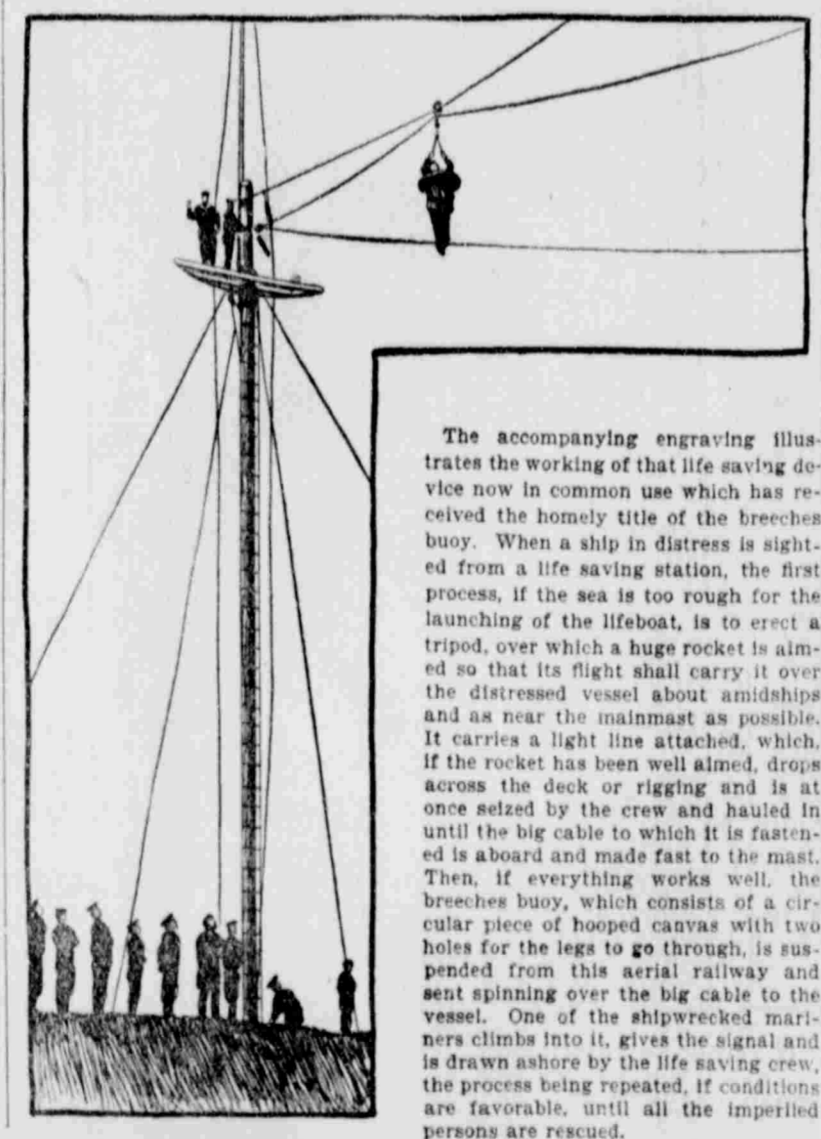 The accompanying engraving illus-
trates the working of that life saving de-
vice now in common use which has re-
ceived the homely title of the breeches
buoy. When a ship in distress is sight-
ed from a life saving station, the first
process, if the sea is too rough for the
launching of the lifeboat, is to erect a
tripod, over which a huge rocket is aim-
ed so that its flight shall carry it over
the distressed vessel about amidships
and as near the mainmast as possible.
It carries a light line attached, which,
if the rocket has been well aimed, drops
across the deck or rigging and is at
once seized by the crew and hauled in
until the big cable to which it is fasten-
ed is aboard and made fast to the mast.
Then, if everything works well, the
breeches buoy, which consists of a cir-
cular piece of hooped canvas with two
holes for the legs to go through, is sus-
pended from this aerial railway and
sent spinning over the big cable to the
vessel. One of the shipwrecked mari-
ners climbs into it, gives the signal and
is drawn ashore by the life saving crew,
the process being repeated, if conditions
are favorable, until all the imperiled
persons are rescued.